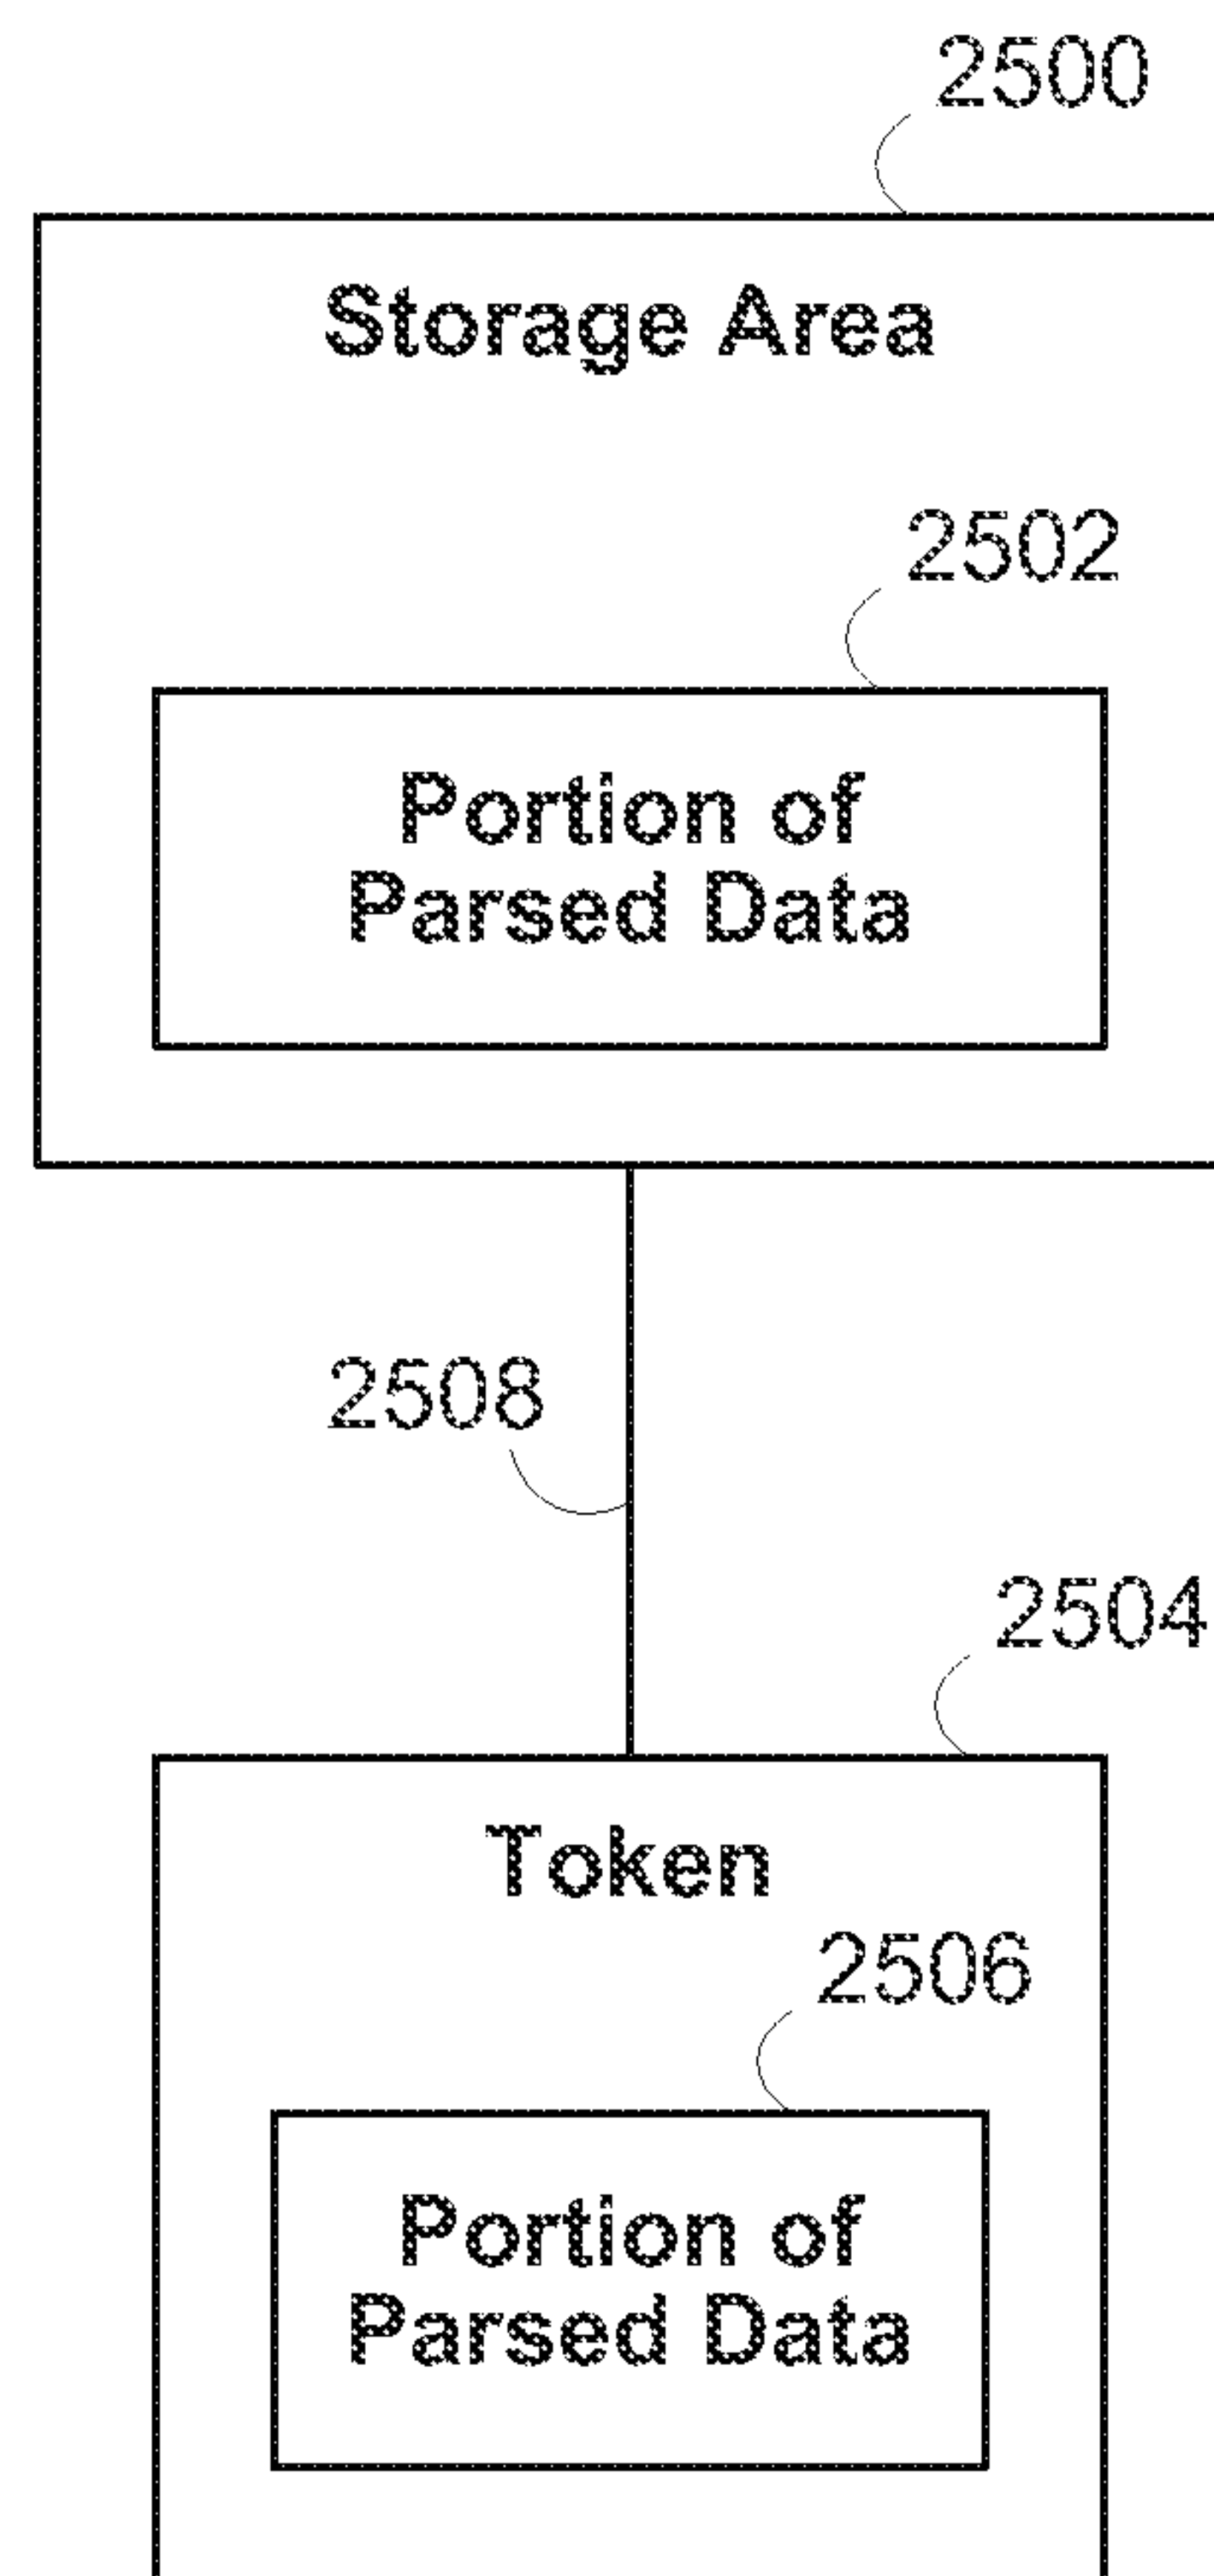 2500
Storage Area
2502
Portion of
Parsed Data
2508
2504
Token
2506
Portion of
Parsed Data